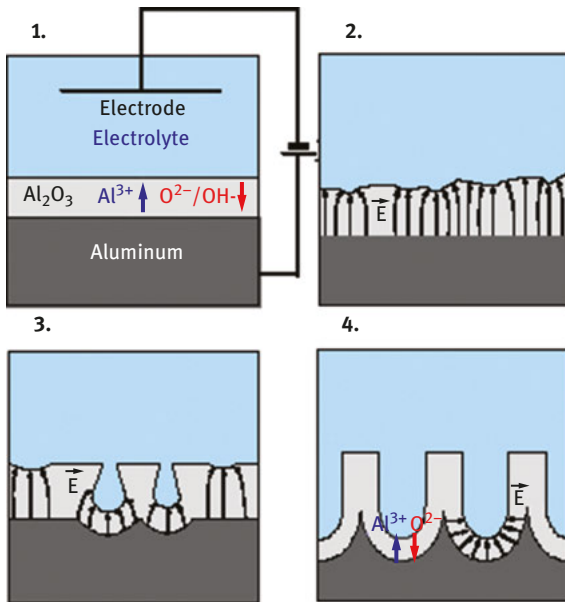 1.
2.
Electrode
Electrolyte
Al₂O₃ Al³⁺ O²⁻/OH-
E
Aluminum
3.
4.
E
E
Al³⁺ O²⁻